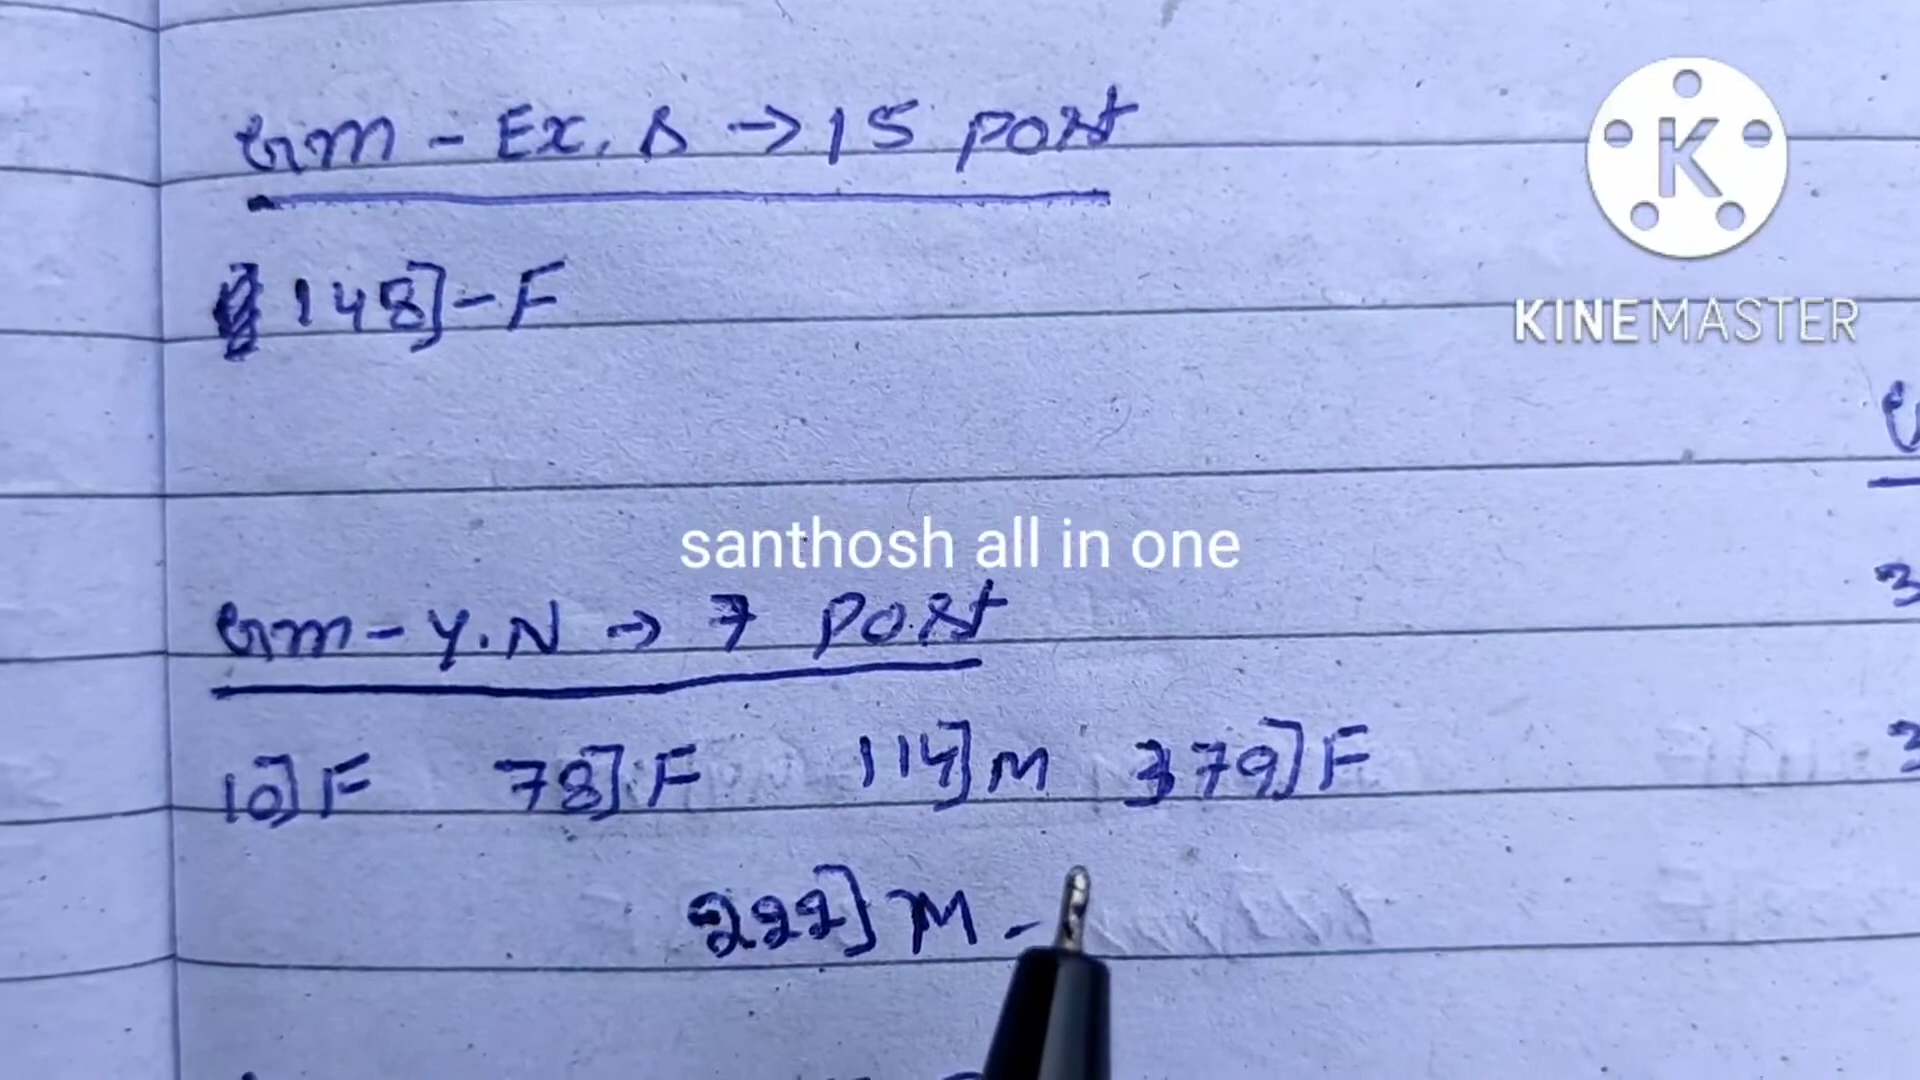 Gm - Ex. S → 15 post
148] - F
KINEMASTER
santhosh all in one
Gm - Y.N → 7 post
10] F 78] F 114] M 379] F
222] M -